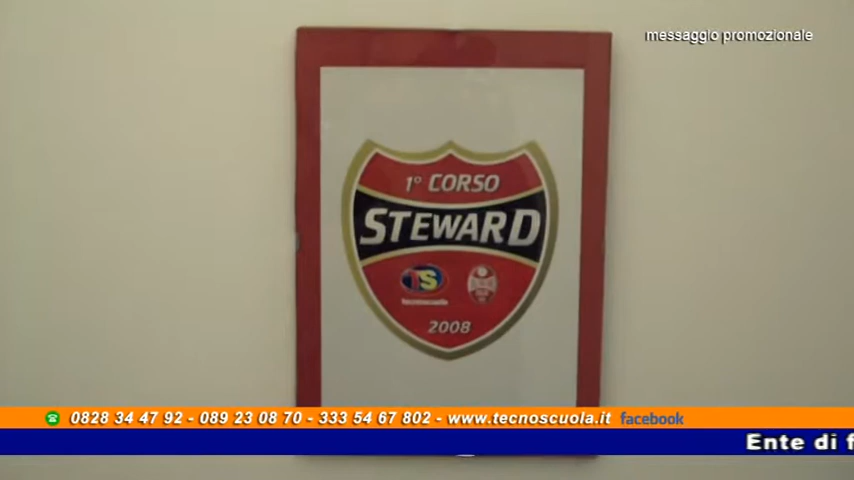 messaggio promozionale
1° CORSO
STEWARD
TS
tecnoscuola
2008
0828 34 47 92 - 089 23 08 70 - 333 54 67 802 - www.tecnoscuola.it facebook
Ente di f